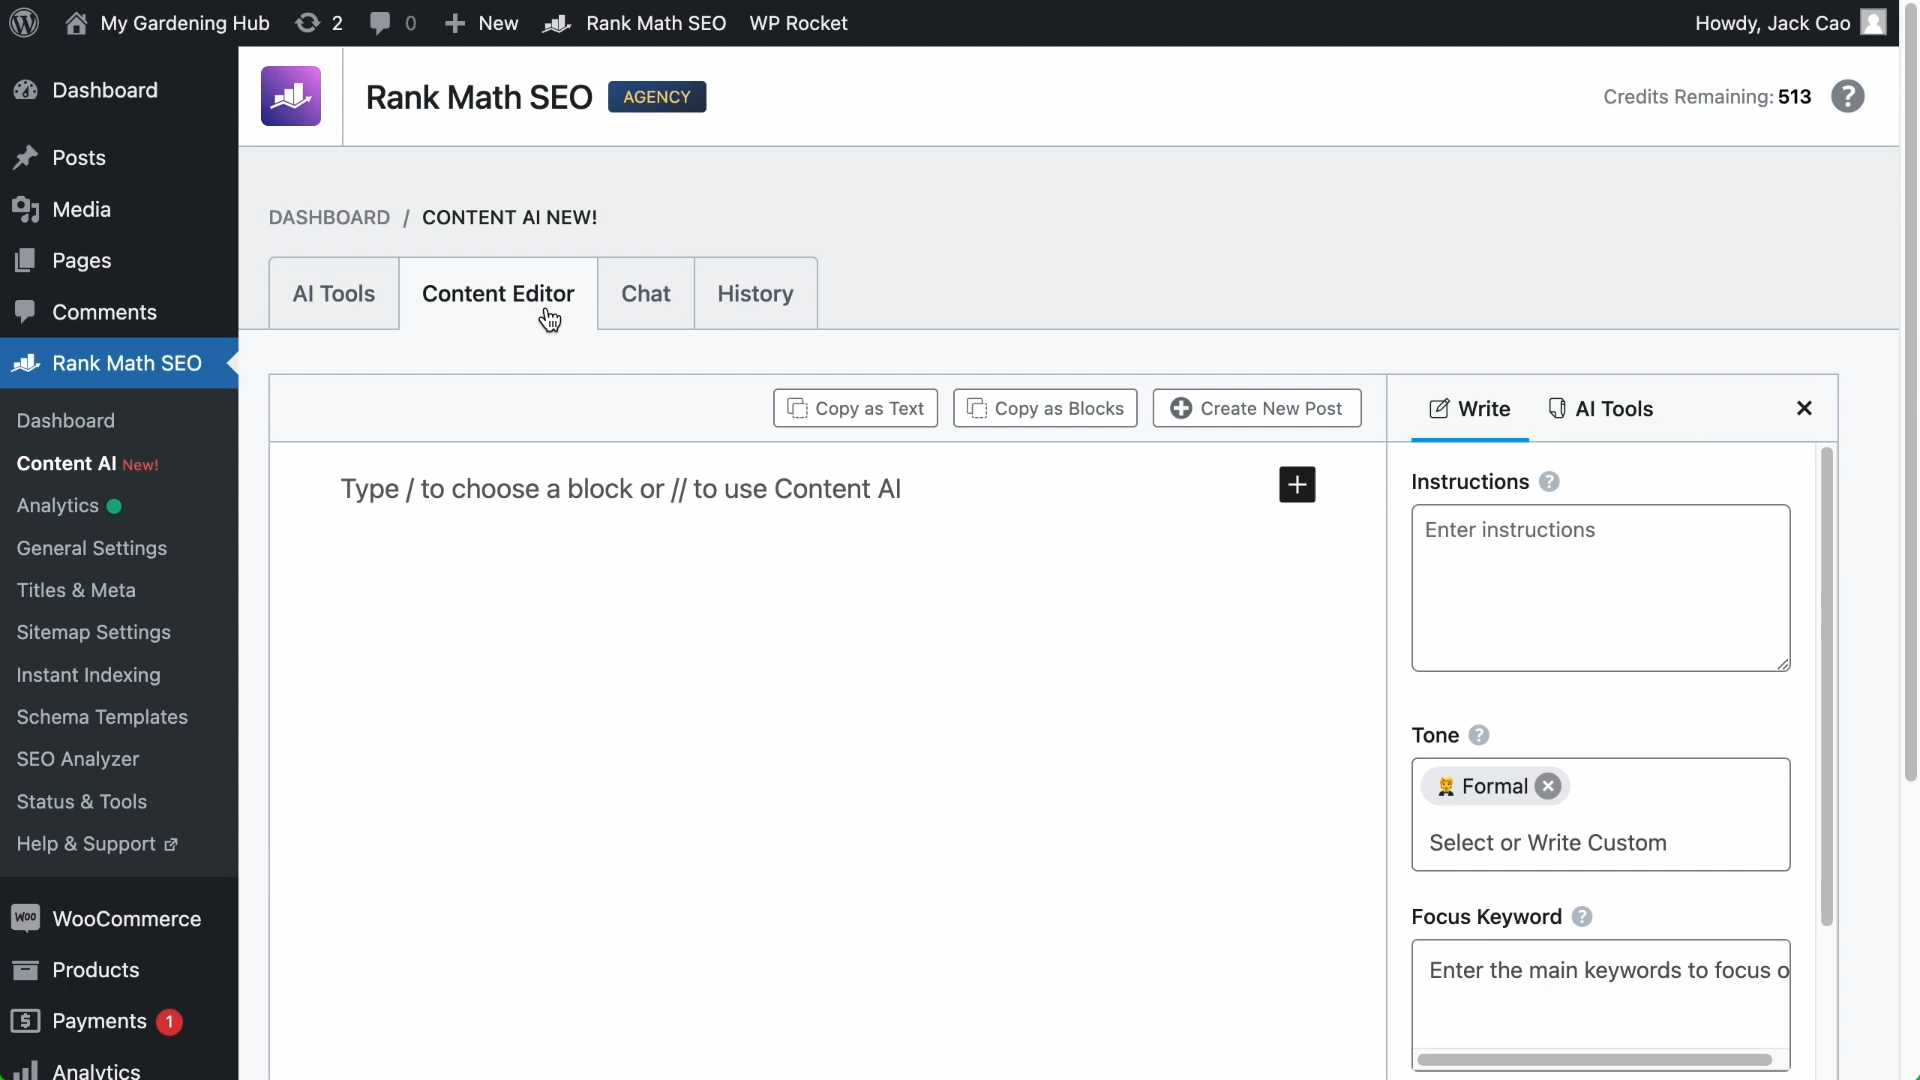 My Gardening Hub 2 0 New Rank Math SEO WP Rocket Howdy, Jack Cao
Dashboard
Posts
Media
Pages
Comments
Rank Math SEO
Dashboard
Content AI New!
Analytics
General Settings
Titles & Meta
Sitemap Settings
Instant Indexing
Schema Templates
SEO Analyzer
Status & Tools
Help & Support
Woo WooCommerce
Products
Payments 1
Analytics
Rank Math SEO AGENCY
Credits Remaining: 513 ?
DASHBOARD / CONTENT AI NEW!
AI Tools Content Editor Chat History
Copy as Text Copy as Blocks Create New Post
Type / to choose a block or // to use Content AI
Write AI Tools
Instructions ?
Enter instructions
Tone ?
Formal
Select or Write Custom
Focus Keyword ?
Enter the main keywords to focus o